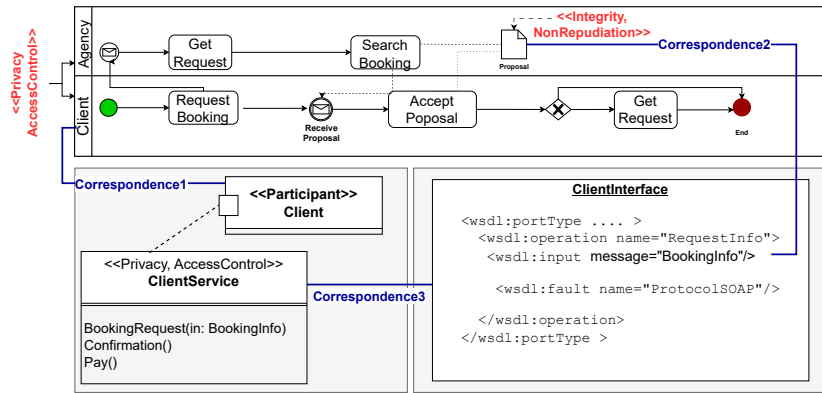 <<Integrity,
NonRepudiation>>
<<Privacy
AccessControl>>
Agency
Get
Request
Search
Booking
Proposal
Correspondence2
Client
Request
Booking
Receive
Proposal
Accept
Poposal
Get
Request
End
Correspondence1
<<Participant>>
Client
<<Privacy, AccessControl>>
ClientService
BookingRequest(in: BookingInfo)
Confirmation()
Pay()
Correspondence3
ClientInterface
<wsdl:portType .... >
<wsdl:operation name="RequestInfo">
<wsdl:input message="BookingInfo"/>
<wsdl:fault name="ProtocolSOAP"/>
</wsdl:operation>
</wsdl:portType >